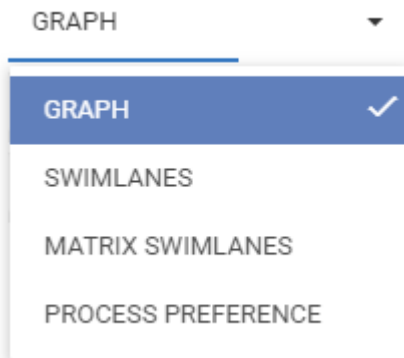 GRAPH
GRAPH
SWIMLANES
MATRIX SWIMLANES
PROCESS PREFERENCE